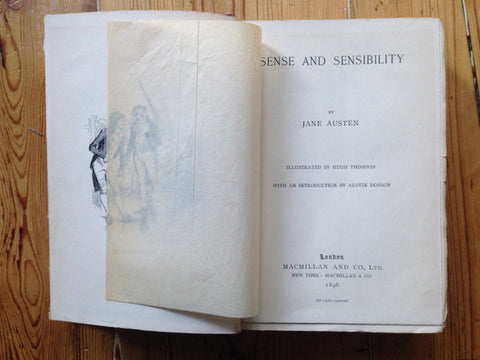 SENSE AND SENSIBILITY
BY
JANE AUSTEN
ILLUSTRATED BY HUGH THOMSON
WITH AN INTRODUCTION BY AUSTIN DOBSON
London
MACMILLAN AND CO., LTD.
NEW YORK: MACMILLAN & CO.
1896
All rights reserved